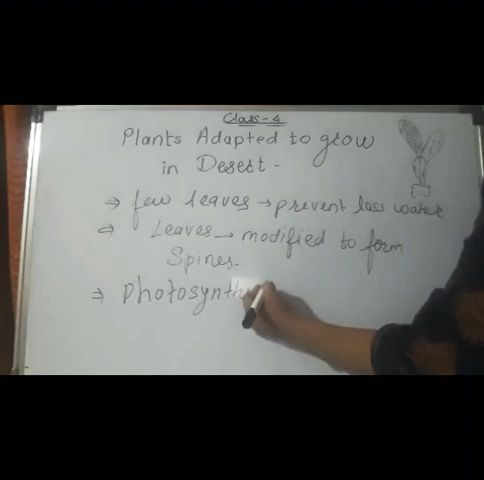 Class-4
Plants Adapted to grow
in Desert -
⇒ few leaves → prevent loss water
⇒ Leaves → modified to form
Spines -
⇒ Photosynth